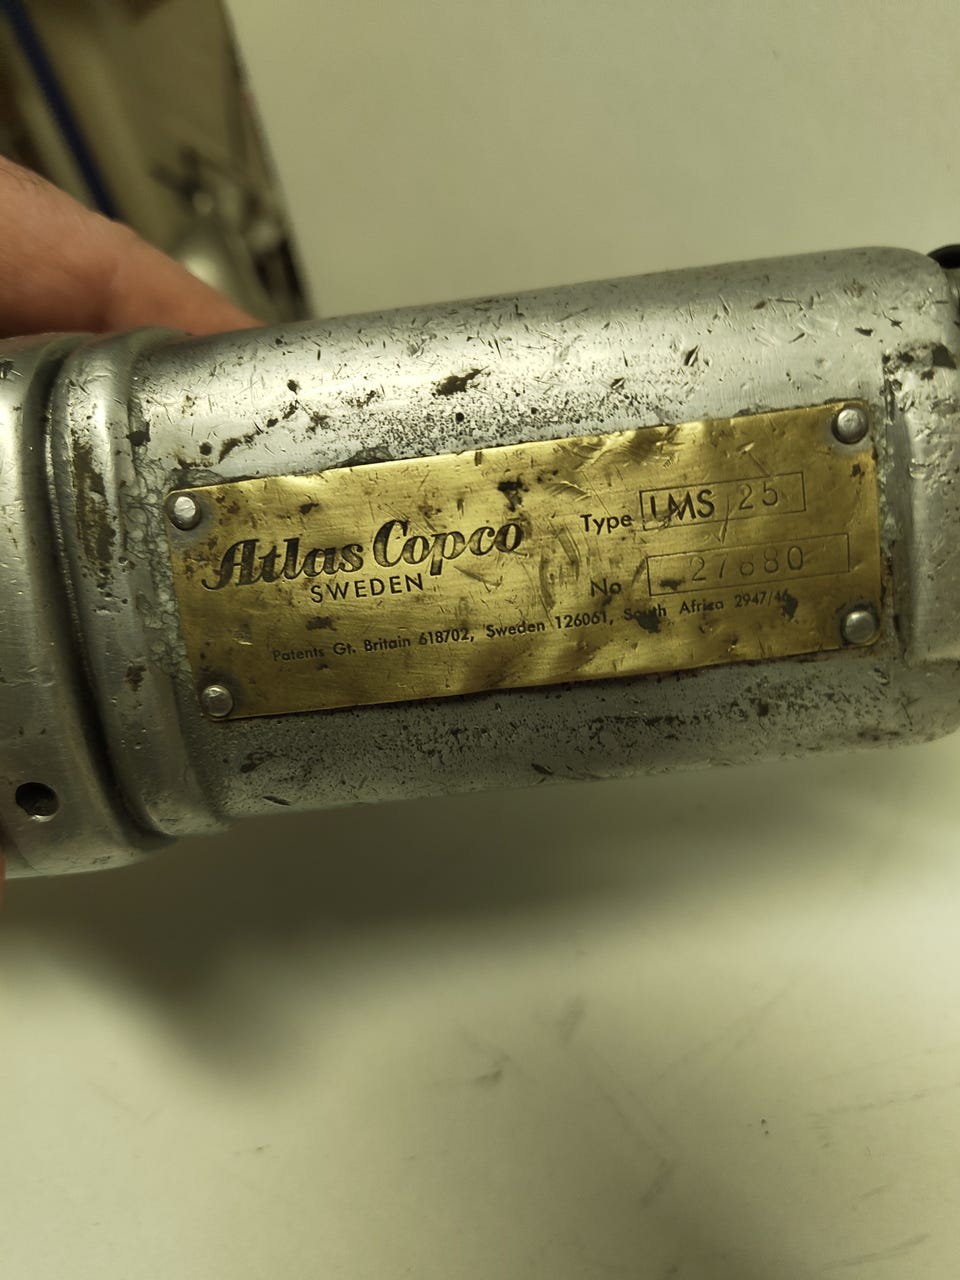 Atlas Copco
SWEDEN
Type LMS 25
No 27680
Patents Gt. Britain 618702, Sweden 126061, South Africa 2947/46